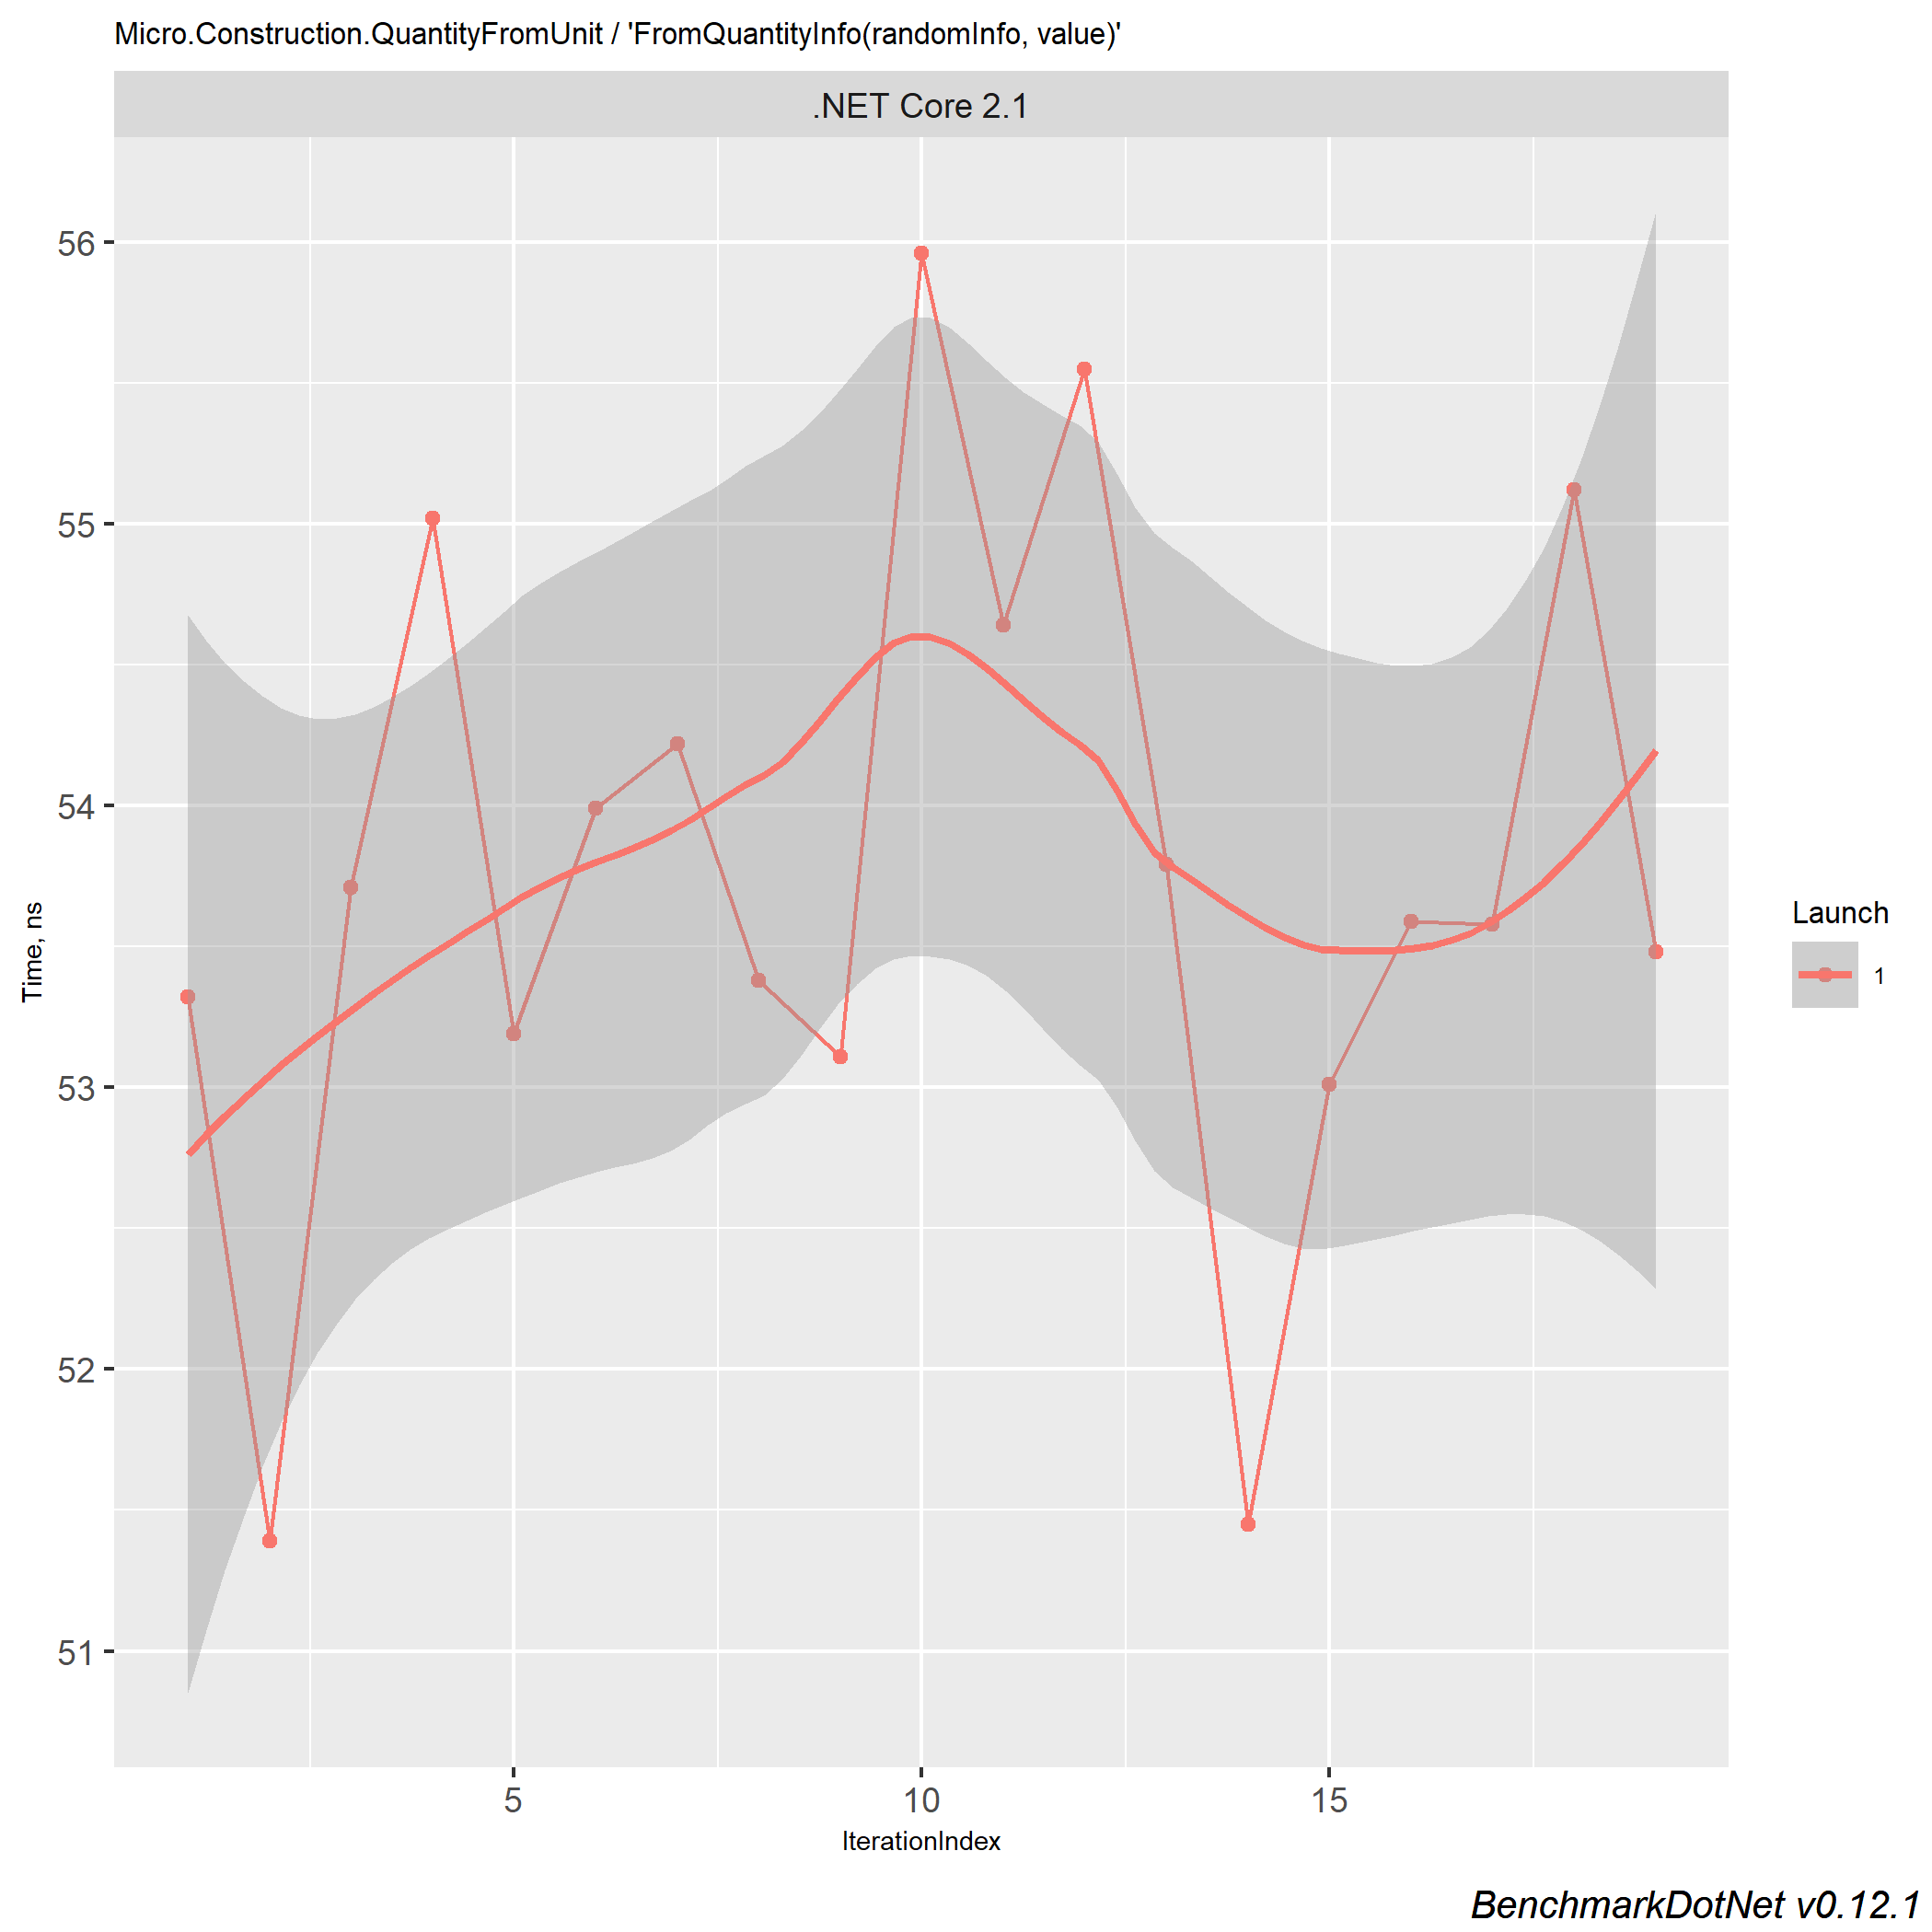 Micro.Construction.QuantityFromUnit / 'FromQuantityInfo(randomInfo, value)'
.NET Core 2.1
56
55
54
53
52
51
Time, ns
5 10 15
IterationIndex
Launch
1
BenchmarkDotNet v0.12.1